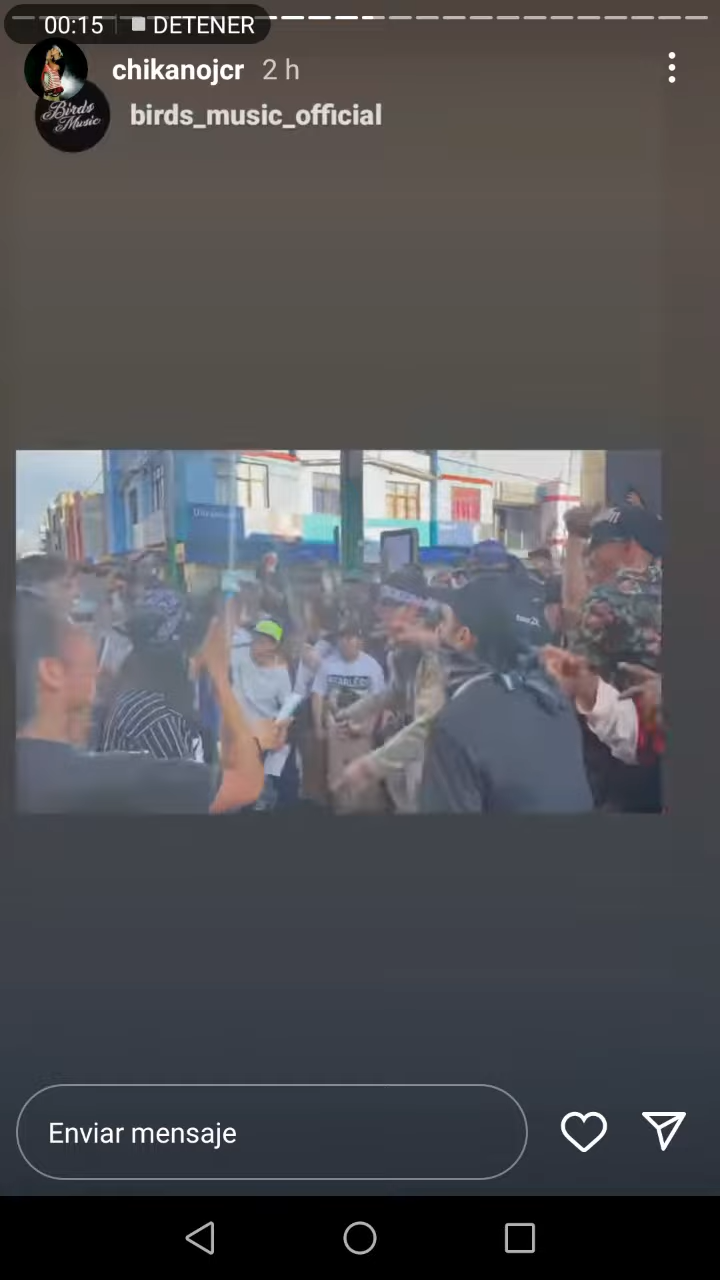 00:15 DETENER
chikanojcr 2 h
Birds
Music
birds_music_official
Enviar mensaje